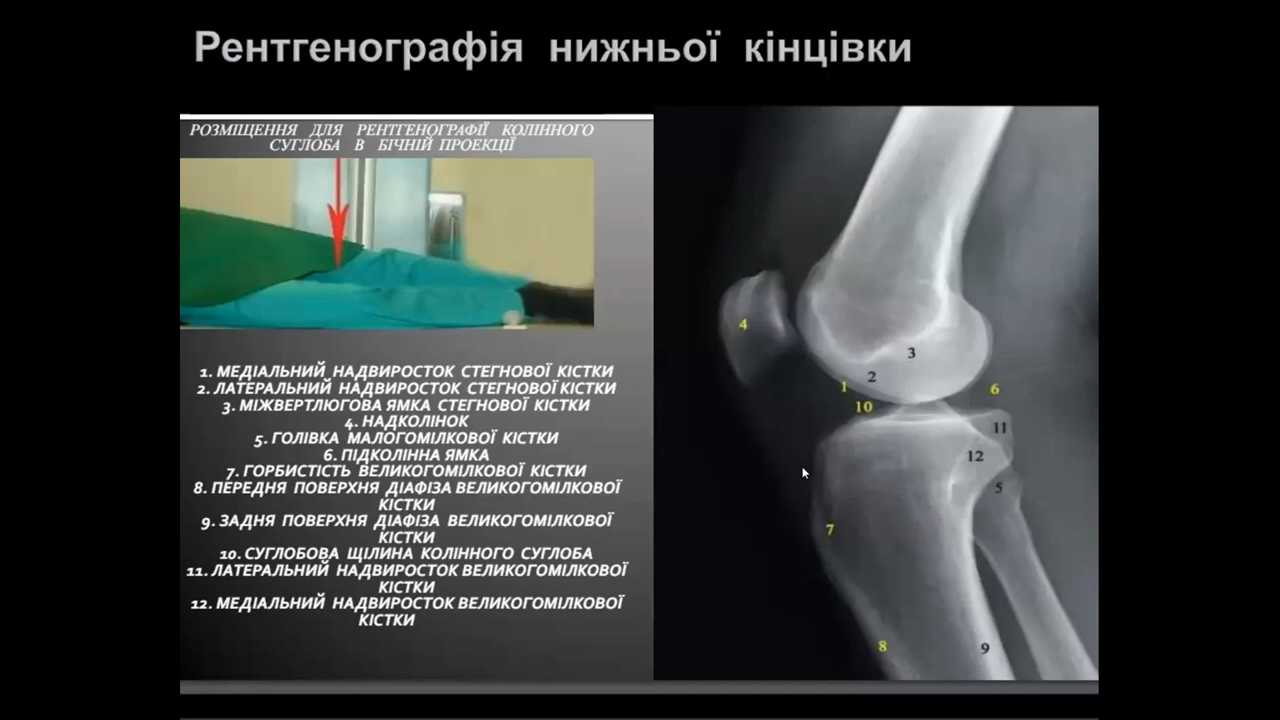 Рентгенографія нижньої кінцівки
РОЗМІЩЕННЯ ДЛЯ РЕНТГЕНОГРАФІЇ КОЛІННОГО
СУГЛОБА В БІЧНІЙ ПРОЕКЦІЇ
1. МЕДІАЛЬНИЙ НАДВИРОСТОК СТЕГНОВОЇ КІСТКИ
2. ЛАТЕРАЛЬНИЙ НАДВИРОСТОК СТЕГНОВОЇ КІСТКИ
3. МІЖВЕРТЛЮГОВА ЯМКА СТЕГНОВОЇ КІСТКИ
4. НАДКОЛІНОК
5. ГОЛІВКА МАЛОГОМІЛКОВОЇ КІСТКИ
6. ПІДКОЛІННА ЯМКА
7. ГОРБИСТІСТЬ ВЕЛИКОГОМІЛКОВОЇ КІСТКИ
8. ПЕРЕДНЯ ПОВЕРХНЯ ДІАФІЗА ВЕЛИКОГОМІЛКОВОЇ
КІСТКИ
9. ЗАДНЯ ПОВЕРХНЯ ДІАФІЗА ВЕЛИКОГОМІЛКОВОЇ
КІСТКИ
10. СУГЛОБОВА ЩІЛИНА КОЛІННОГО СУГЛОБА
11. ЛАТЕРАЛЬНИЙ НАДВИРОСТОК ВЕЛИКОГОМІЛКОВОЇ
КІСТКИ
12. МЕДІАЛЬНИЙ НАДВИРОСТОК ВЕЛИКОГОМІЛКОВОЇ
КІСТКИ
4
3
2
1
6
10
11
12
5
7
8
9